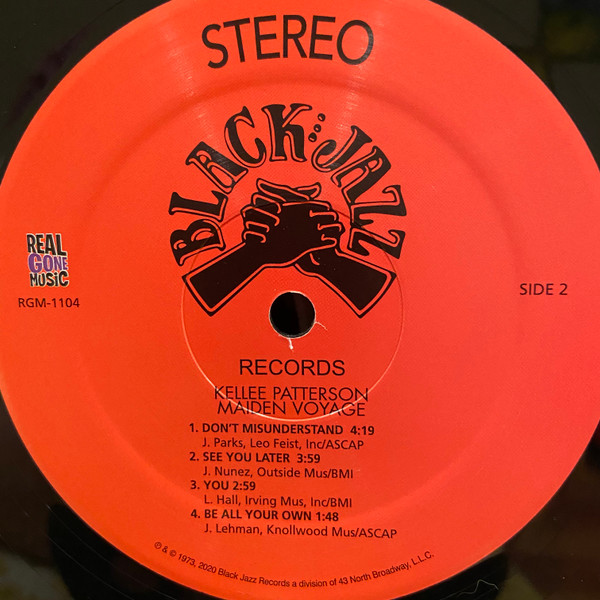 STEREO
BLACK JAZZ
REAL
GONE
MUSIC
RGM-1104
SIDE 2
RECORDS
KELLEE PATTERSON
MAIDEN VOYAGE
1. DON'T MISUNDERSTAND 4:19
J. Parks, Leo Feist, Inc/ASCAP
2. SEE YOU LATER 3:59
J. Nunez, Outside Mus/BMI
3. YOU 2:59
L. Hall, Irving Mus, Inc/BMI
4. BE ALL YOUR OWN 1:48
J. Lehman, Knollwood Mus/ASCAP
℗ & © 1973, 2020 Black Jazz Records a division of 43 North Broadway, L.L.C.